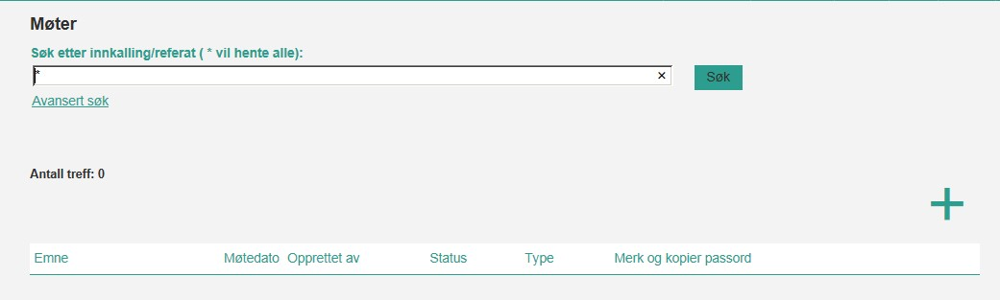 Møter
Søk etter innkalling/referat ( * vil hente alle):
* × Søk
Avansert søk
Antall treff: 0
+
Emne Møtedato Opprettet av Status Type Merk og kopier passord